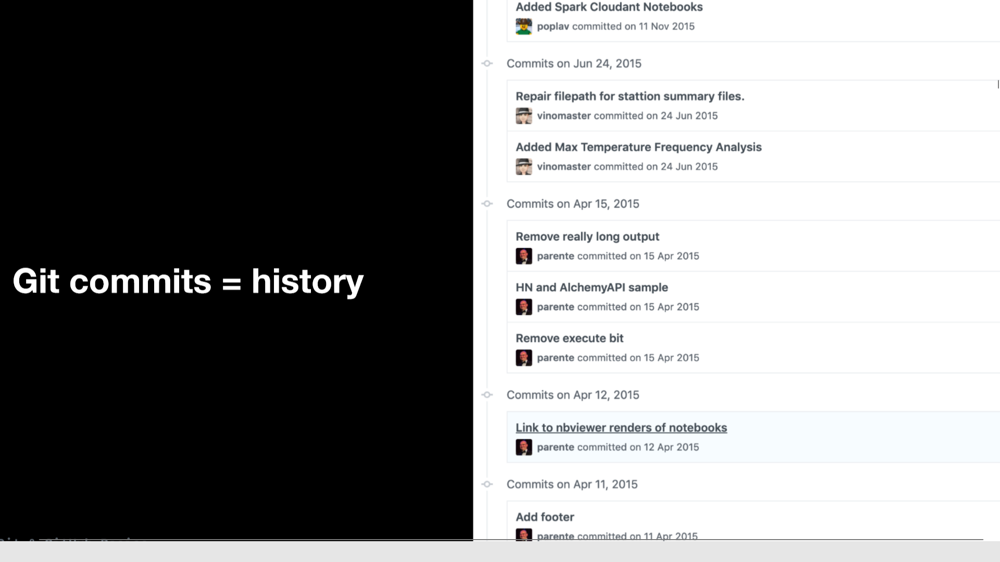 Git commits = history
Added Spark Cloudant Notebooks
poplav committed on 11 Nov 2015
Commits on Jun 24, 2015
Repair filepath for stattion summary files.
vinomaster committed on 24 Jun 2015
Added Max Temperature Frequency Analysis
vinomaster committed on 24 Jun 2015
Commits on Apr 15, 2015
Remove really long output
parente committed on 15 Apr 2015
HN and AlchemyAPI sample
parente committed on 15 Apr 2015
Remove execute bit
parente committed on 15 Apr 2015
Commits on Apr 12, 2015
Link to nbviewer renders of notebooks
parente committed on 12 Apr 2015
Commits on Apr 11, 2015
Add footer
parente committed on 11 Apr 2015